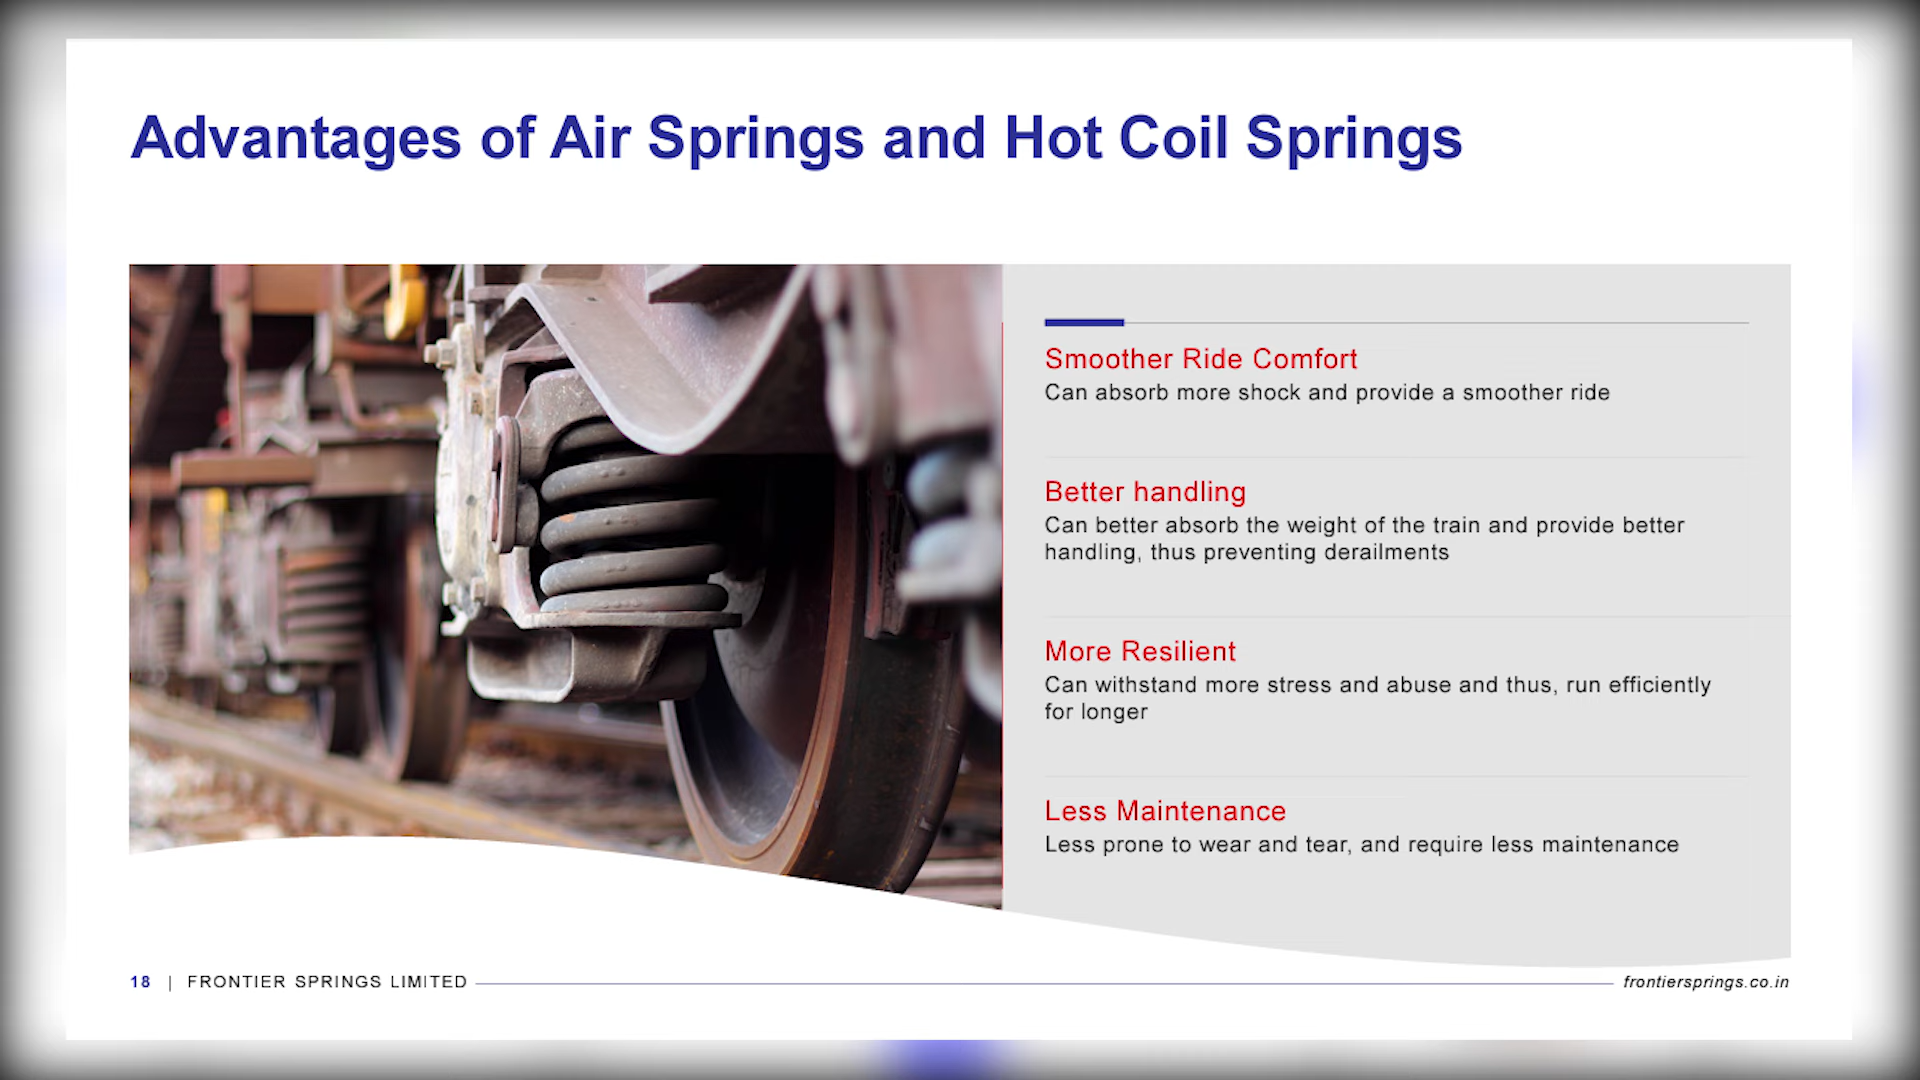 Advantages of Air Springs and Hot Coil Springs
Smoother Ride Comfort
Can absorb more shock and provide a smoother ride
Better handling
Can better absorb the weight of the train and provide better
handling, thus preventing derailments
More Resilient
Can withstand more stress and abuse and thus, run efficiently
for longer
Less Maintenance
Less prone to wear and tear, and require less maintenance
18 | FRONTIER SPRINGS LIMITED
frontiersprings.co.in